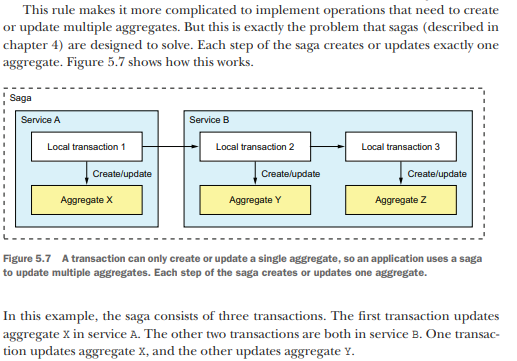 This rule makes it more complicated to implement operations that need to create
or update multiple aggregates. But this is exactly the problem that sagas (described in
chapter 4) are designed to solve. Each step of the saga creates or updates exactly one
aggregate. Figure 5.7 shows how this works.
Saga
Service A
Service B
Local transaction 1
Local transaction 2
Local transaction 3
Create/update
Create/update
Create/update
Aggregate X
Aggregate Y
Aggregate Z
Figure 5.7 A transaction can only create or update a single aggregate, so an application uses a saga
to update multiple aggregates. Each step of the saga creates or updates one aggregate.
In this example, the saga consists of three transactions. The first transaction updates
aggregate X in service A. The other two transactions are both in service B. One transac-
tion updates aggregate X, and the other updates aggregate Y.